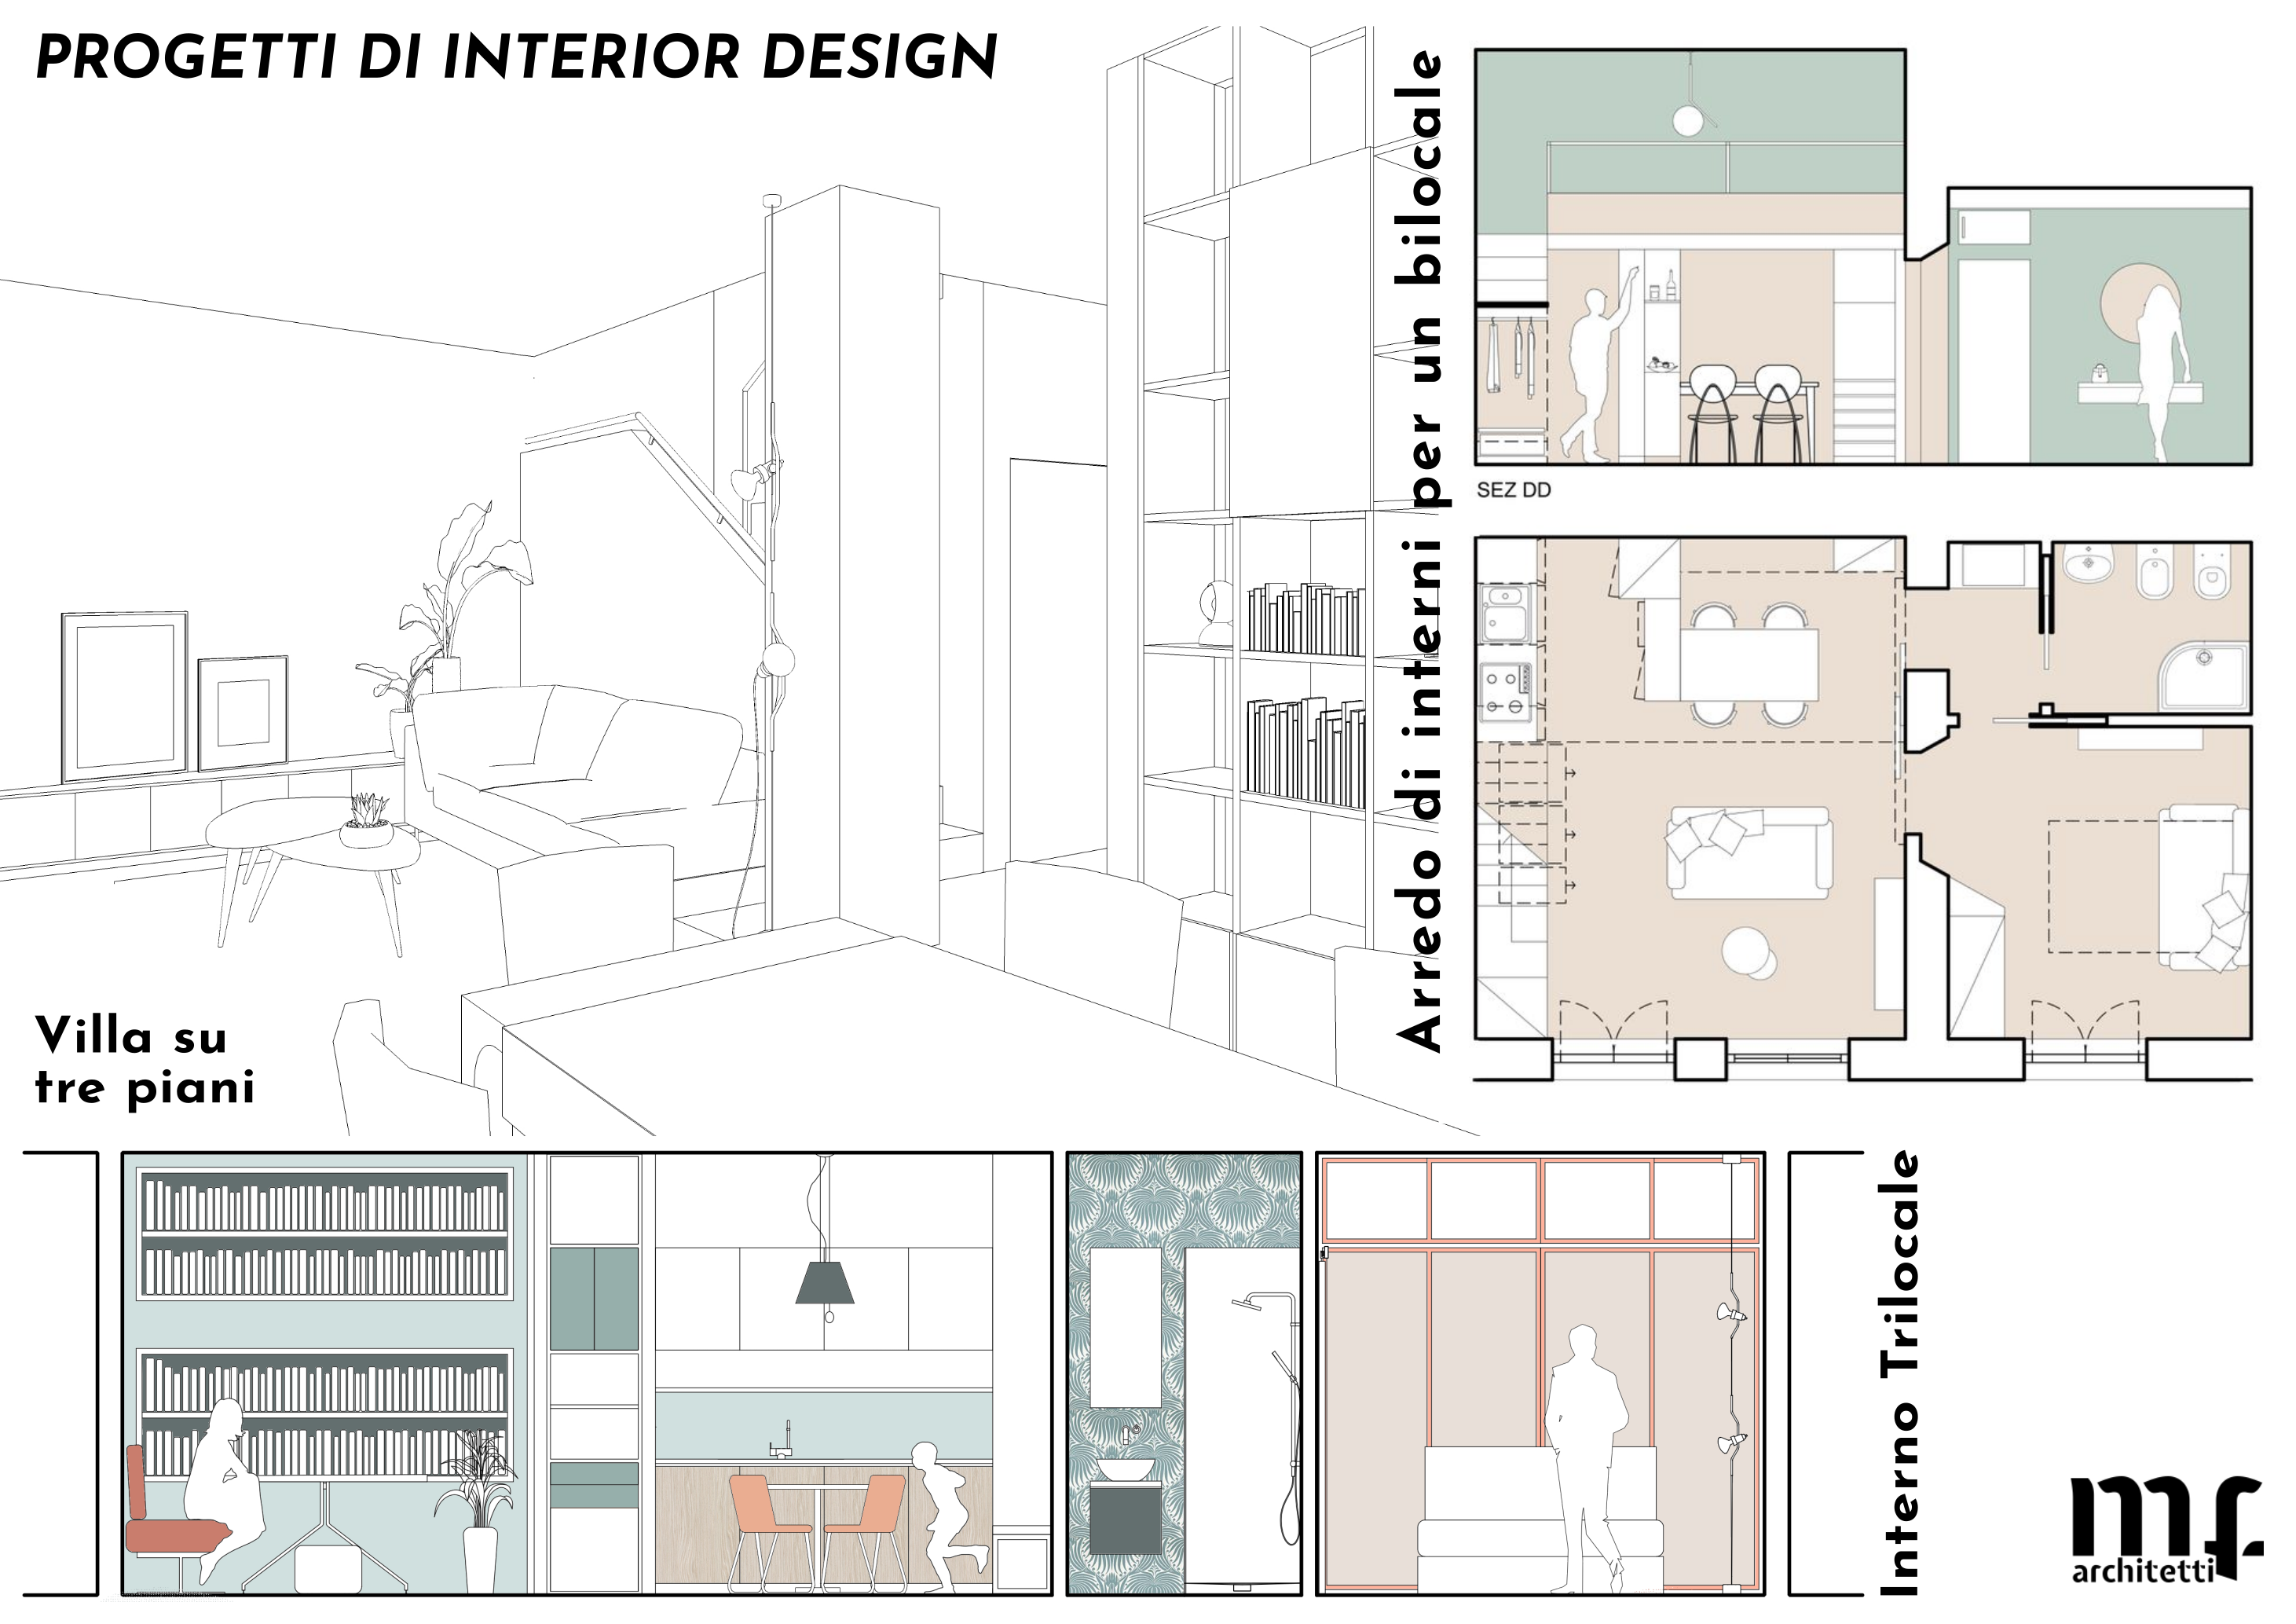 PROGETTI DI INTERIOR DESIGN
Arredo di interni per un bilocale
SEZ DD
Villa su
tre piani
Interno Trilocale
mf
architetti